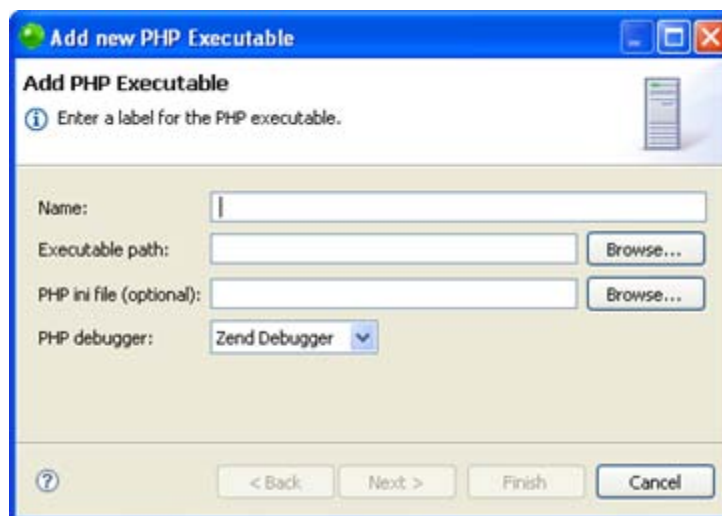 Add new PHP Executable
Add PHP Executable
Enter a label for the PHP executable.
Name:
Executable path: Browse...
PHP ini file (optional): Browse...
PHP debugger: Zend Debugger
< Back Next > Finish Cancel